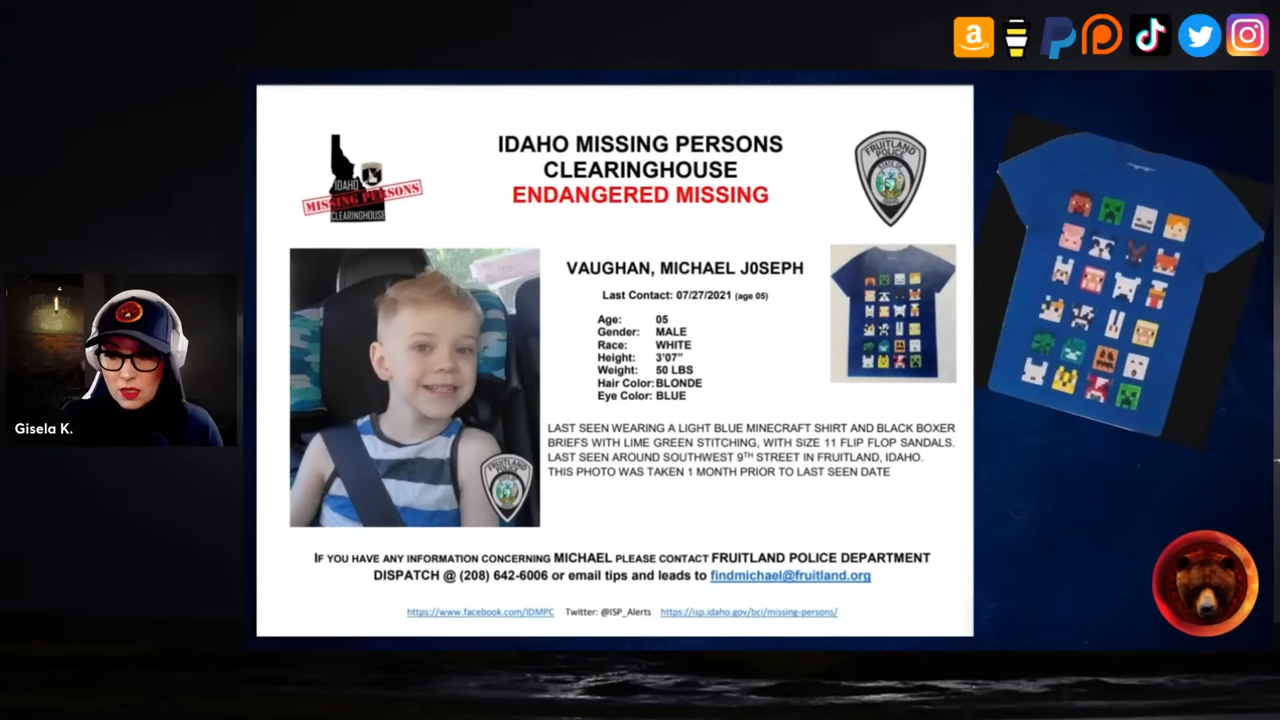 IDAHO MISSING PERSONS
CLEARINGHOUSE
ENDANGERED MISSING
IDAHO
MISSING PERSONS
CLEARINGHOUSE
FRUITLAND
POLICE
VAUGHAN, MICHAEL J0SEPH
Last Contact: 07/27/2021 (age 05)
Age: 05
Gender: MALE
Race: WHITE
Height: 3'07"
Weight: 50 LBS
Hair Color: BLONDE
Eye Color: BLUE
LAST SEEN WEARING A LIGHT BLUE MINECRAFT SHIRT AND BLACK BOXER
BRIEFS WITH LIME GREEN STITCHING, WITH SIZE 11 FLIP FLOP SANDALS.
LAST SEEN AROUND SOUTHWEST 9TH STREET IN FRUITLAND, IDAHO.
THIS PHOTO WAS TAKEN 1 MONTH PRIOR TO LAST SEEN DATE
FRUITLAND
POLICE
IF YOU HAVE ANY INFORMATION CONCERNING MICHAEL PLEASE CONTACT FRUITLAND POLICE DEPARTMENT
DISPATCH @ (208) 642-6006 or email tips and leads to findmichael@fruitland.org
https://www.facebook.com/IDMPC Twitter: @ISP_Alerts https://isp.idaho.gov/bci/missing-persons/
Gisela K.